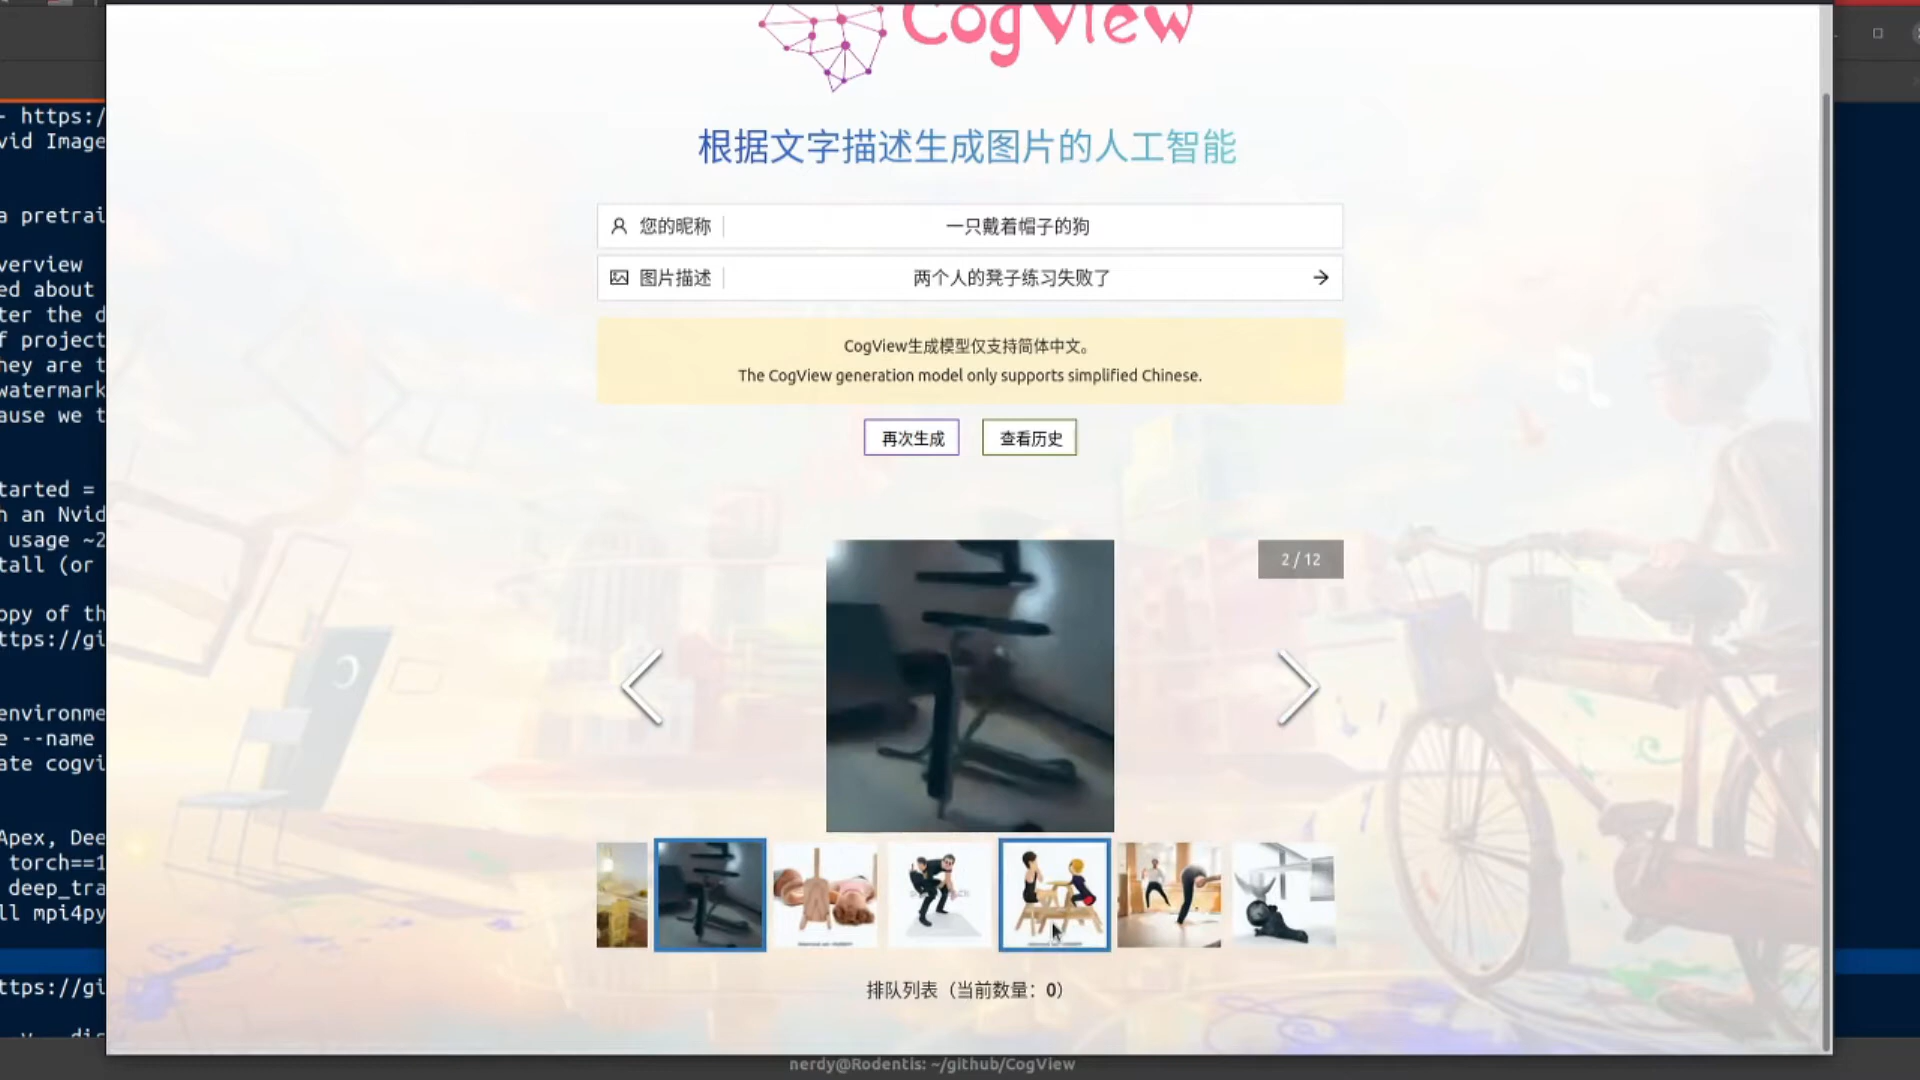 CogView
- https:/
vid Image
根据文字描述生成图片的人工智能
a pretrai
您的昵称 一只戴着帽子的狗
verview
图片描述 两个人的凳子练习失败了
ed about
ter the d
f project
CogView生成模型仅支持简体中文。
hey are t
The CogView generation model only supports simplified Chinese.
watermark
ause we t
再次生成 查看历史
tarted =
h an Nvid
usage ~2
2 / 12
tall (or
opy of th
ttps://gi
environme
e --name
ate cogvi
Apex, Dee
torch==1
deep_tra
ll mpi4py
ttps://gi
排队列表（当前数量：0）
nerdy@Rodentis: ~/github/CogView